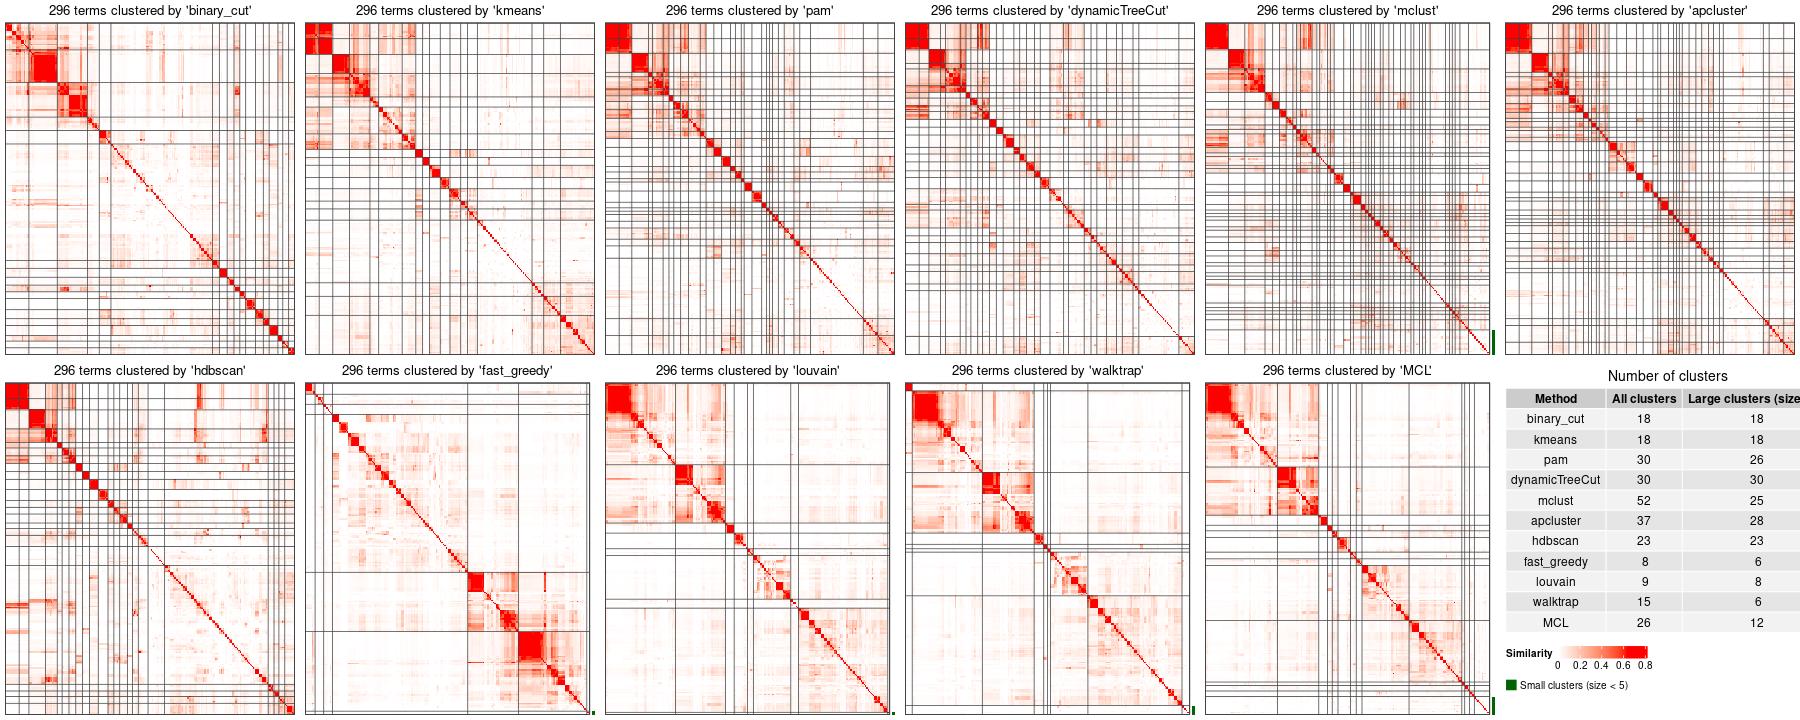 296 terms clustered by 'binary_cut'
296 terms clustered by 'kmeans'
296 terms clustered by 'pam'
296 terms clustered by 'dynamicTreeCut'
296 terms clustered by 'mclust'
296 terms clustered by 'apcluster'
296 terms clustered by 'hdbscan'
296 terms clustered by 'fast_greedy'
296 terms clustered by 'louvain'
296 terms clustered by 'walktrap'
296 terms clustered by 'MCL'
Number of clusters
Method All clusters Large clusters (size
binary_cut 18 18
kmeans 18 18
pam 30 26
dynamicTreeCut 30 30
mclust 52 25
apcluster 37 28
hdbscan 23 23
fast_greedy 8 6
louvain 9 8
walktrap 15 6
MCL 26 12
Similarity
0 0.2 0.4 0.6 0.8
Small clusters (size < 5)